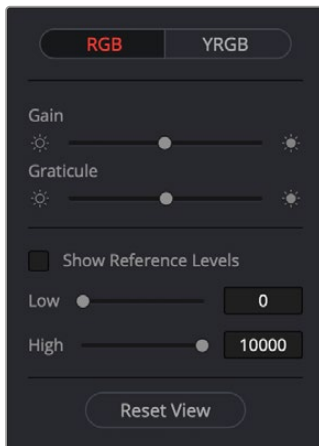 RGB YRGB
Gain
Graticule
Show Reference Levels
Low 0
High 10000
Reset View